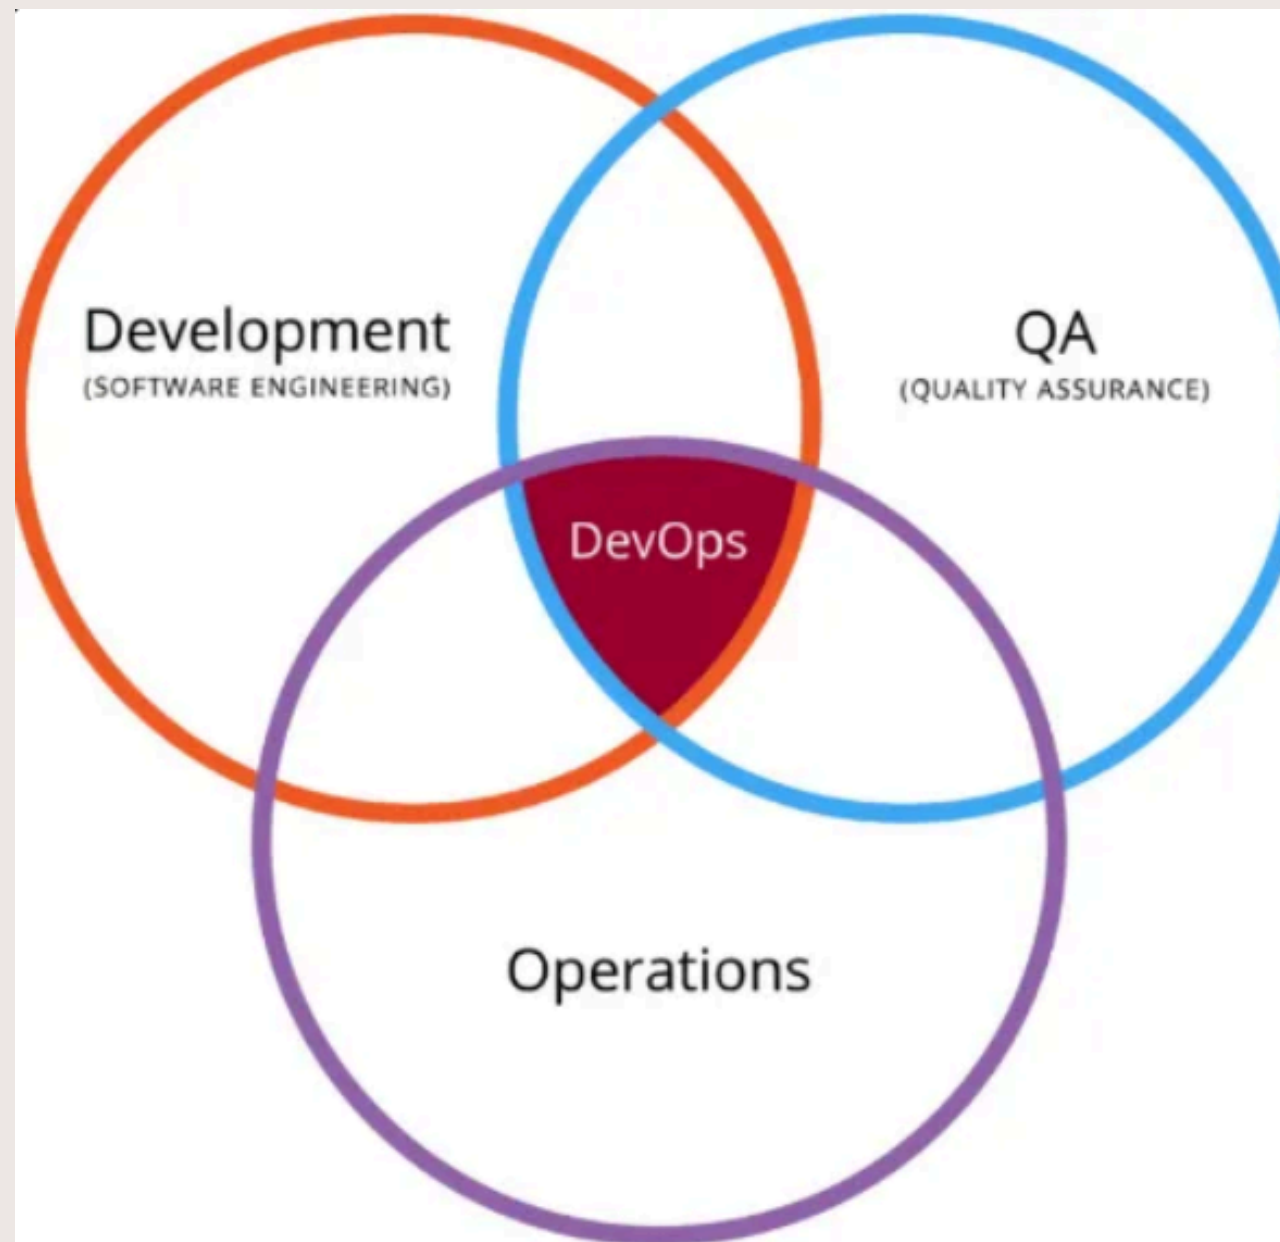 Development
(SOFTWARE ENGINEERING)
QA
(QUALITY ASSURANCE)
DevOps
Operations